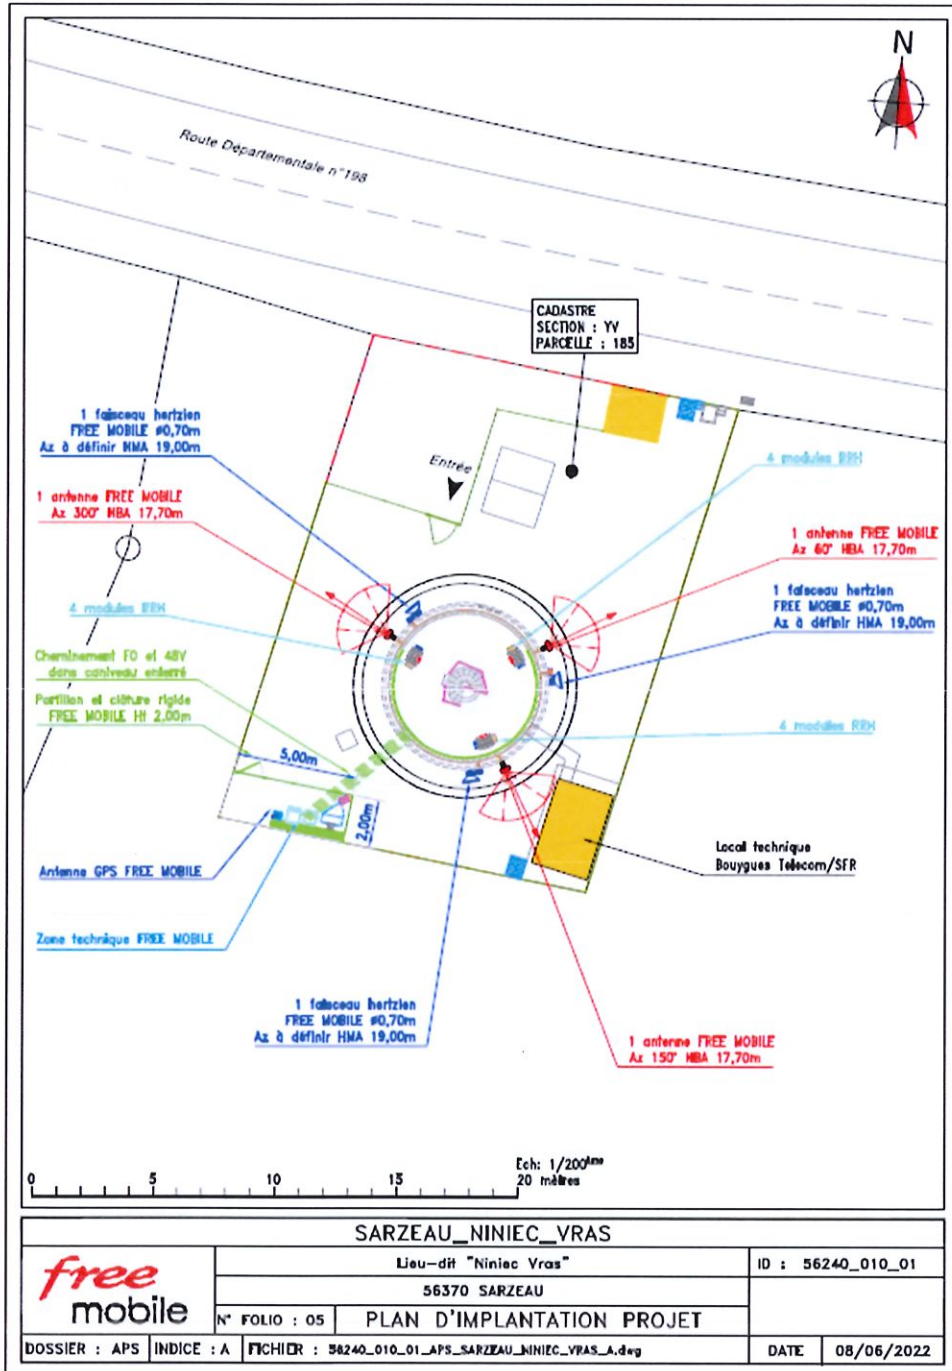 N
Route Départementale n°198
CADASTRE
SECTION : YV
PARCELLE : 185
1 faisceau hertzien
FREE MOBILE ø0,70m
Az à définir HMA 19,00m
Entrée
4 modules RRH
1 antenne FREE MOBILE
Az 300° HBA 17,70m
1 antenne FREE MOBILE
Az 60° HBA 17,70m
1 faisceau hertzien
FREE MOBILE ø0,70m
Az à définir HMA 19,00m
4 modules RRH
Cheminement FO et 48V
dans caniveau enterré
Partillon et clôture rigide
FREE MOBILE Ht 2,00m
4 modules RRH
5,00m
2,00m
Local technique
Bouygues Telecom/SFR
Antenne GPS FREE MOBILE
Zone technique FREE MOBILE
1 faisceau hertzien
FREE MOBILE ø0,70m
Az à définir HMA 19,00m
1 antenne FREE MOBILE
Az 150° HBA 17,70m
Ech: 1/200ème
0 5 10 15 20 mètres
SARZEAU_NINIEC_VRAS
free
mobile
Lieu-dit "Niniec Vras"
ID : 56240_010_01
56370 SARZEAU
N° FOLIO : 05
PLAN D'IMPLANTATION PROJET
DOSSIER : APS
INDICE : A
FICHIER : 56240_010_01_APS_SARZEAU_NINIEC_VRAS_A.dwg
DATE
08/06/2022